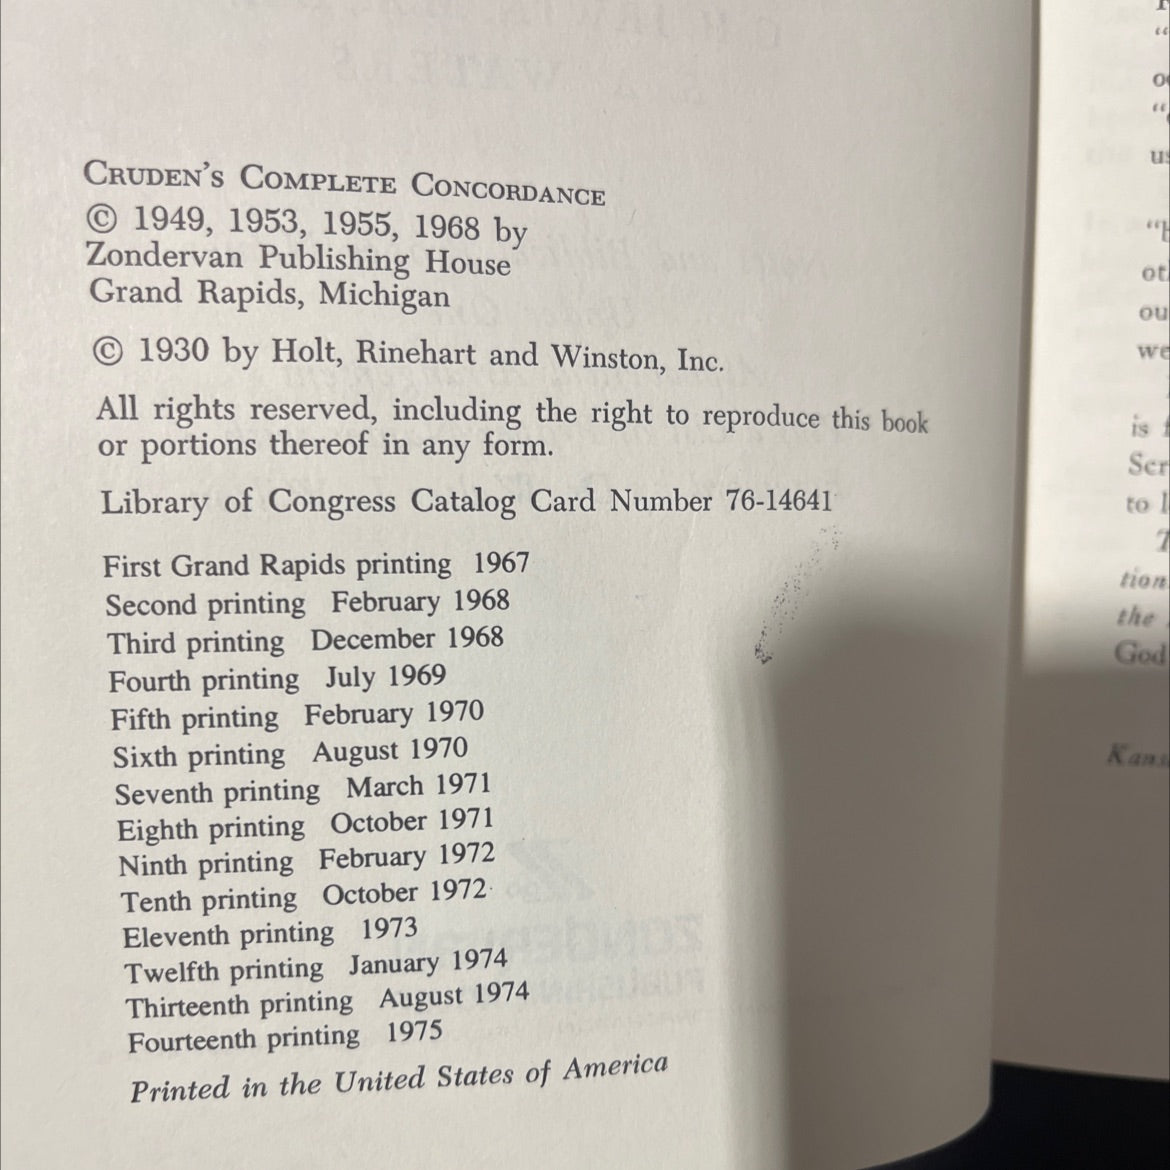 CRUDEN'S COMPLETE CONCORDANCE
© 1949, 1953, 1955, 1968 by
Zondervan Publishing House
Grand Rapids, Michigan
© 1930 by Holt, Rinehart and Winston, Inc.
All rights reserved, including the right to reproduce this book
or portions thereof in any form.
Library of Congress Catalog Card Number 76-14641
First Grand Rapids printing 1967
Second printing February 1968
Third printing December 1968
Fourth printing July 1969
Fifth printing February 1970
Sixth printing August 1970
Seventh printing March 1971
Eighth printing October 1971
Ninth printing February 1972
Tenth printing October 1972
Eleventh printing 1973
Twelfth printing January 1974
Thirteenth printing August 1974
Fourteenth printing 1975
Printed in the United States of America
is
to
the
God